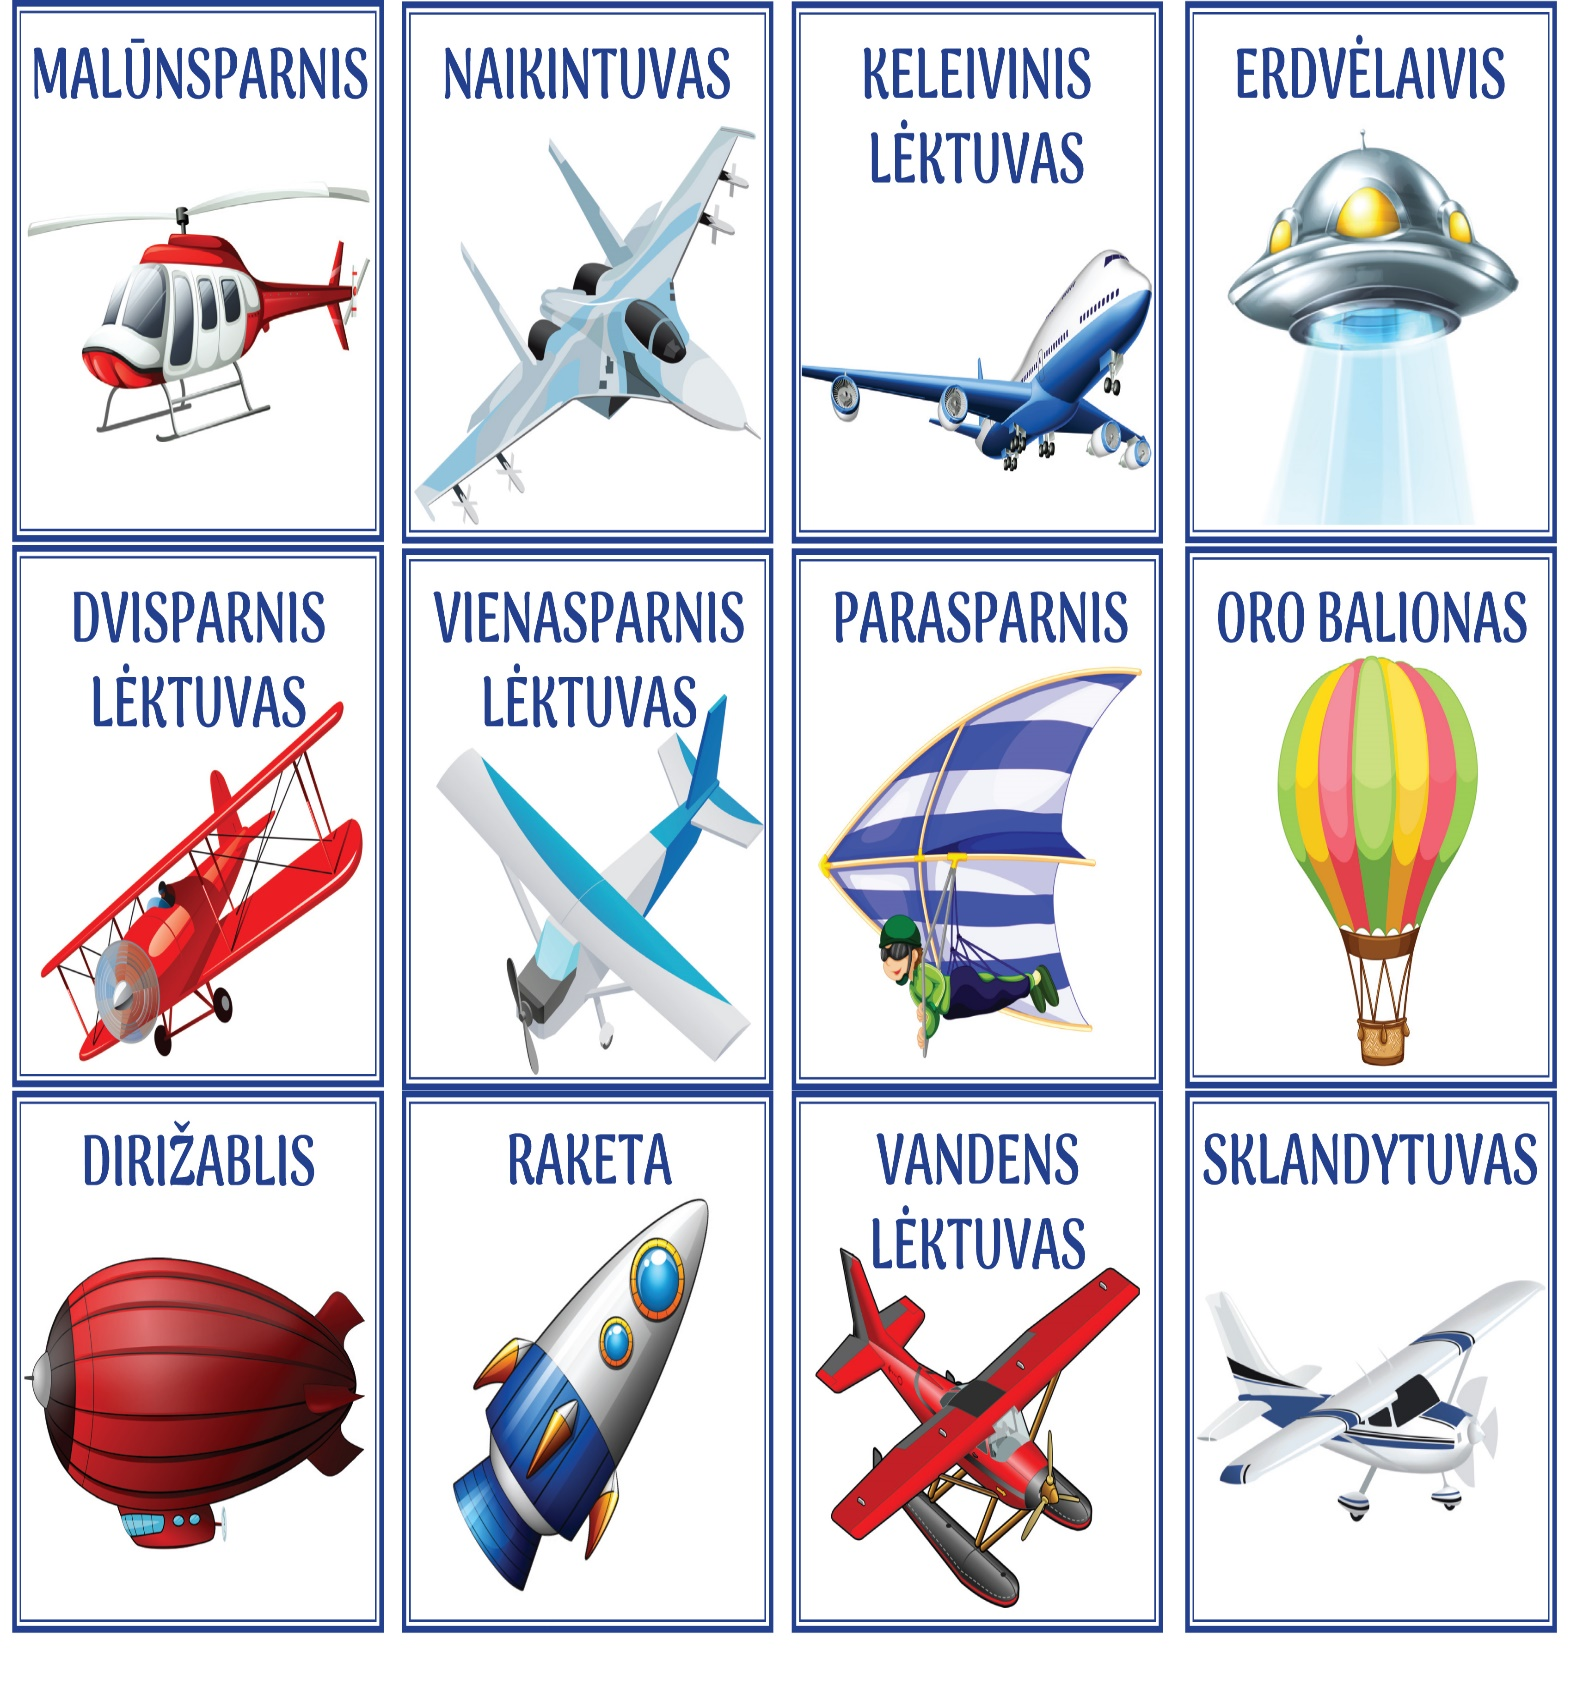 MALŪNSPARNIS
NAIKINTUVAS
KELEIVINIS
LĖKTUVAS
ERDVĖLAIVIS
DVISPARNIS
LĖKTUVAS
VIENASPARNIS
LĖKTUVAS
PARASPARNIS
ORO BALIONAS
DIRIŽABLIS
RAKETA
VANDENS
LĖKTUVAS
SKLANDYTUVAS